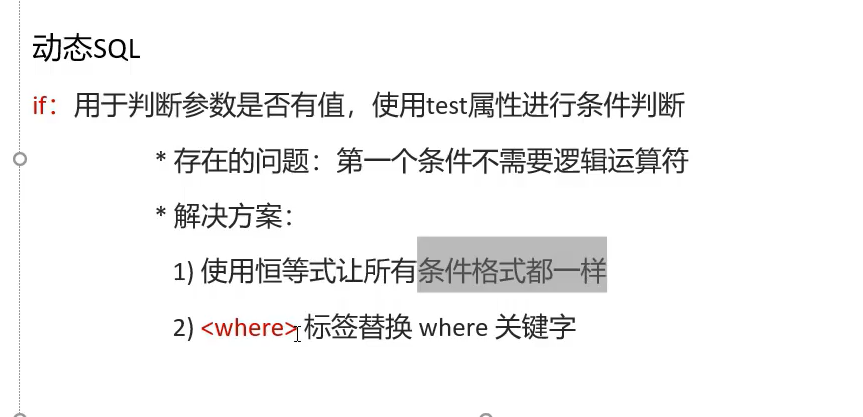 动态SQL
if：用于判断参数是否有值，使用test属性进行条件判断
* 存在的问题：第一个条件不需要逻辑运算符
* 解决方案：
1) 使用恒等式让所有条件格式都一样
2) <where> 标签替换 where 关键字